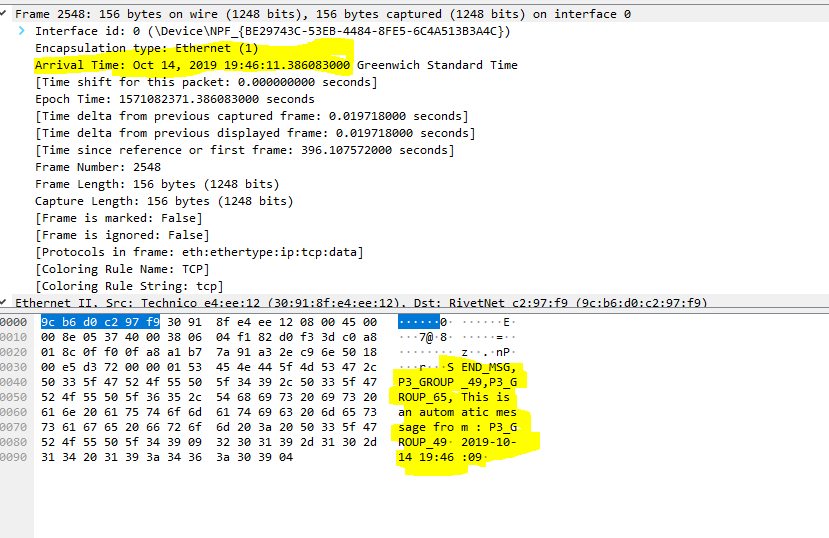 Frame 2548: 156 bytes on wire (1248 bits), 156 bytes captured (1248 bits) on interface 0
Interface id: 0 (\Device\NPF_{BE29743C-53EB-4484-8FE5-6C4A513B3A4C})
Encapsulation type: Ethernet (1)
Arrival Time: Oct 14, 2019 19:46:11.386083000 Greenwich Standard Time
[Time shift for this packet: 0.000000000 seconds]
Epoch Time: 1571082371.386083000 seconds
[Time delta from previous captured frame: 0.019718000 seconds]
[Time delta from previous displayed frame: 0.019718000 seconds]
[Time since reference or first frame: 396.107572000 seconds]
Frame Number: 2548
Frame Length: 156 bytes (1248 bits)
Capture Length: 156 bytes (1248 bits)
[Frame is marked: False]
[Frame is ignored: False]
[Protocols in frame: eth:ethertype:ip:tcp:data]
[Coloring Rule Name: TCP]
[Coloring Rule String: tcp]
Ethernet II, Src: Technico_e4:ee:12 (30:91:8f:e4:ee:12), Dst: RivetNet_c2:97:f9 (9c:b6:d0:c2:97:f9)
0000 9c b6 d0 c2 97 f9 30 91 8f e4 ee 12 08 00 45 00 ······0· ······E·
0010 00 8e 05 37 40 00 38 06 04 f1 82 d0 f3 3d c0 a8 ···7@·8· ·····=··
0020 01 8c 0f f0 0f a8 a1 b7 7a 91 a3 2e c9 6e 50 18 ········ z··.·nP·
0030 00 e5 d3 72 00 00 01 53 45 4e 44 5f 4d 53 47 2c ···r···S END_MSG,
0040 50 33 5f 47 52 4f 55 50 5f 34 39 2c 50 33 5f 47 P3_GROUP _49,P3_G
0050 52 4f 55 50 5f 36 35 2c 54 68 69 73 20 69 73 20 ROUP_65, This is
0060 61 6e 20 61 75 74 6f 6d 61 74 69 63 20 6d 65 73 an autom atic mes
0070 73 61 67 65 20 66 72 6f 6d 20 3a 20 50 33 5f 47 sage fro m : P3_G
0080 52 4f 55 50 5f 34 39 09 32 30 31 39 2d 31 30 2d ROUP_49· 2019-10-
0090 31 34 20 31 39 3a 34 36 3a 30 39 04 14 19:46 :09·